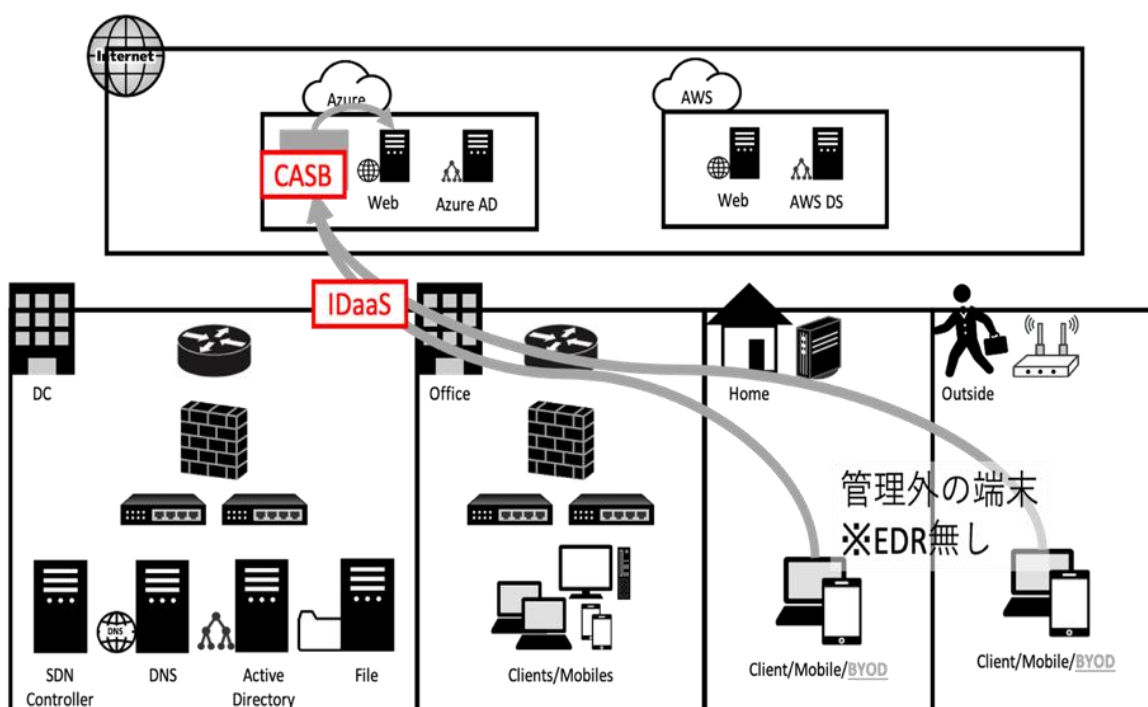 Internet
Azure
AWS
CASB
Web
Azure AD
Web
AWS DS
IDaaS
DC
Office
Home
Outside
管理外の端末
※EDR無し
DNS
SDN
Controller
DNS
Active
Directory
File
Clients/Mobiles
Client/Mobile/BYOD
Client/Mobile/BYOD